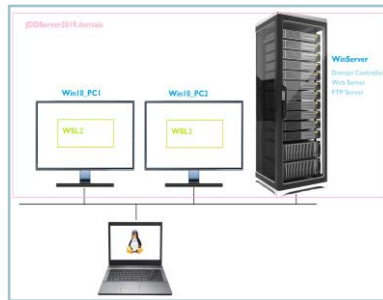 JDDServer2019.domain
Win10_PC1
Win10_PC2
WSL2
WSL2
WinServer
Domain Controller
Web Server
FTP Server